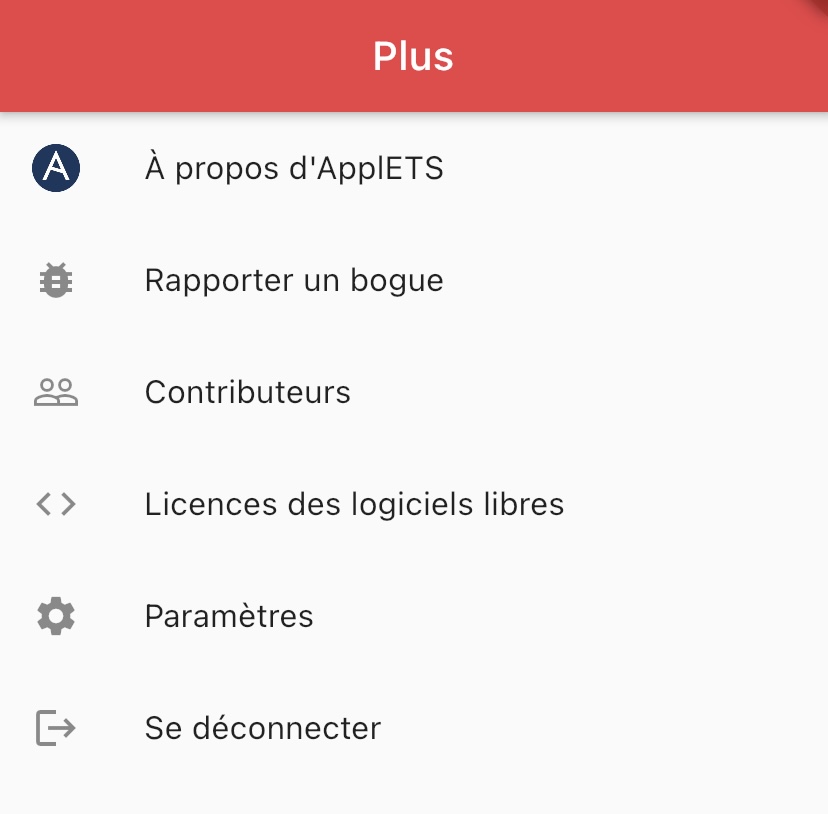 Plus
À propos d'ApplETS
Rapporter un bogue
Contributeurs
Licences des logiciels libres
Paramètres
Se déconnecter